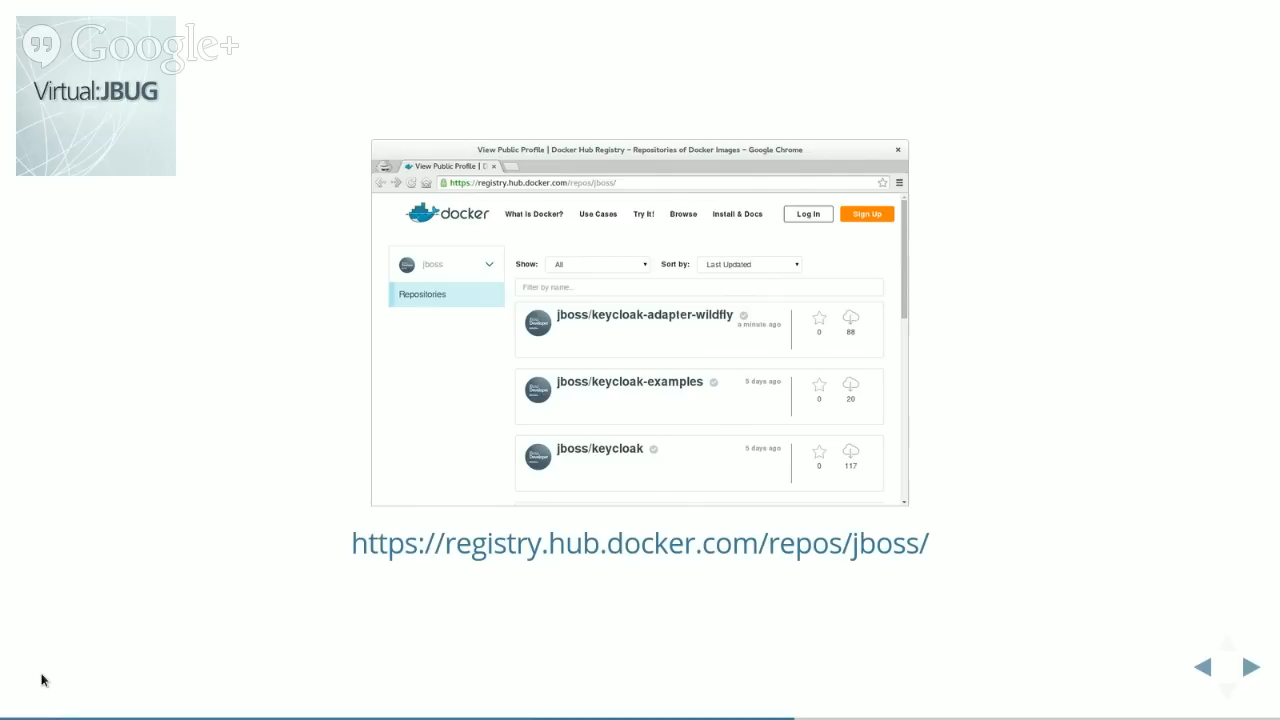 Google+
Virtual:JBUG
View Public Profile | Docker Hub Registry – Repositories of Docker Images – Google Chrome
View Public Profile | D
https://registry.hub.docker.com/repos/jboss/
docker What is Docker? Use Cases Try It! Browse Install & Docs Log In Sign Up
jboss
Repositories
Show: All Sort by: Last Updated
Filter by name...
jboss/keycloak-adapter-wildfly
a minute ago
0 88
jboss/keycloak-examples 5 days ago
0 20
jboss/keycloak 5 days ago
0 117
https://registry.hub.docker.com/repos/jboss/